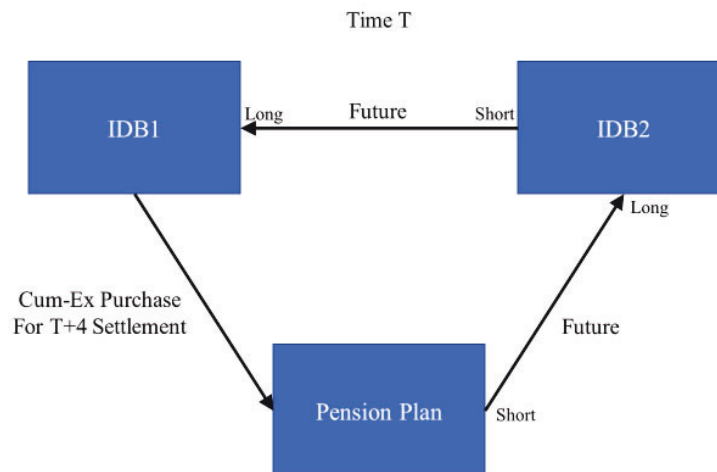 Time T
Long
Future
Short
IDB1
IDB2
Long
Cum-Ex Purchase
For T+4 Settlement
Future
Pension Plan
Short